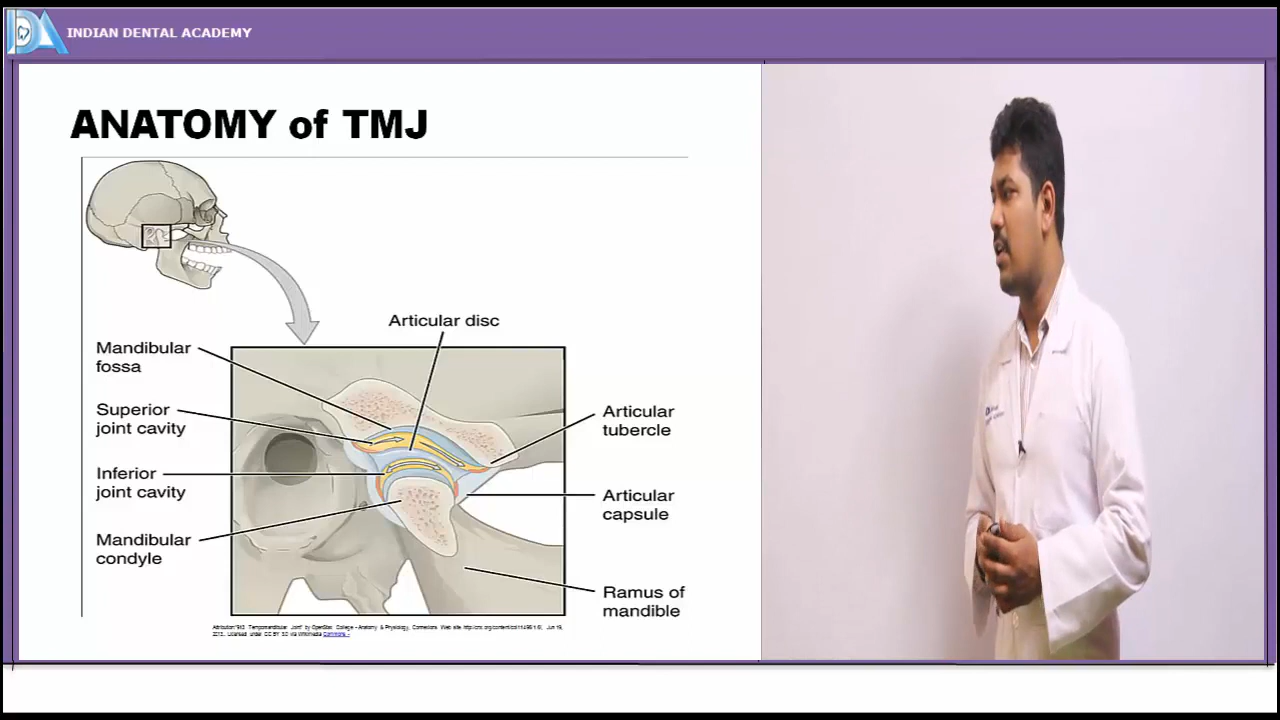 INDIAN DENTAL ACADEMY
ANATOMY of TMJ
Articular disc
Mandibular
fossa
Superior
joint cavity
Inferior
joint cavity
Mandibular
condyle
Articular
tubercle
Articular
capsule
Ramus of
mandible